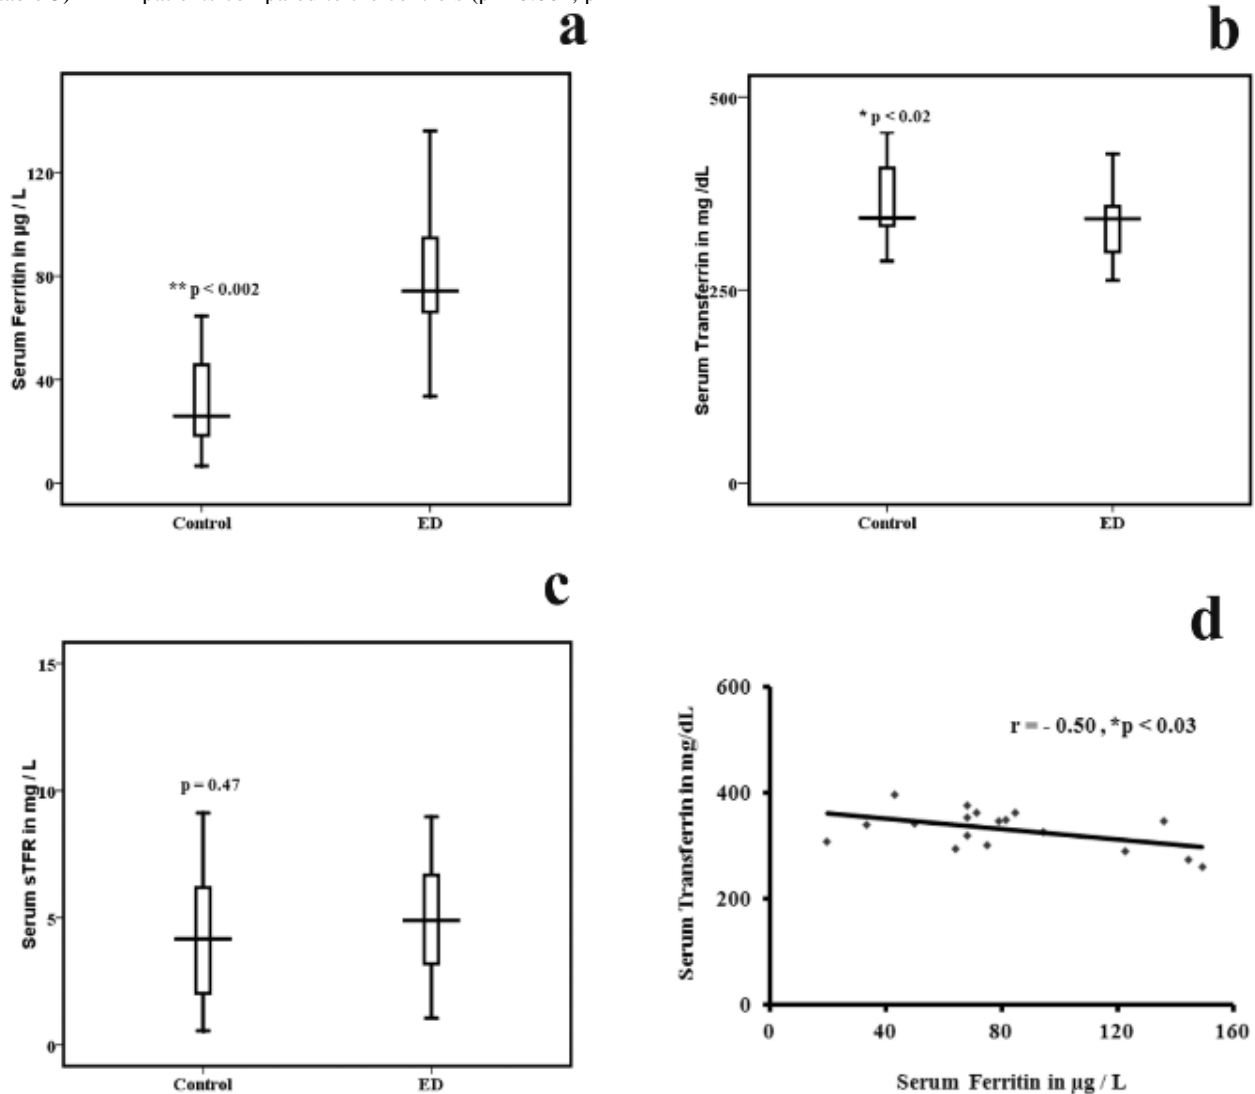 a
Serum Ferritin in µg / L
120
80
40
0
** p < 0.002
Control
ED
b
Serum Transferrin in mg /dL
500
250
0
* p < 0.02
Control
ED
c
Serum sTFR in mg / L
15
10
5
0
p = 0.47
Control
ED
d
Serum Transferrin in mg/dL
600
400
200
0
r = - 0.50 , *p < 0.03
0
40
80
120
160
Serum Ferritin in µg / L